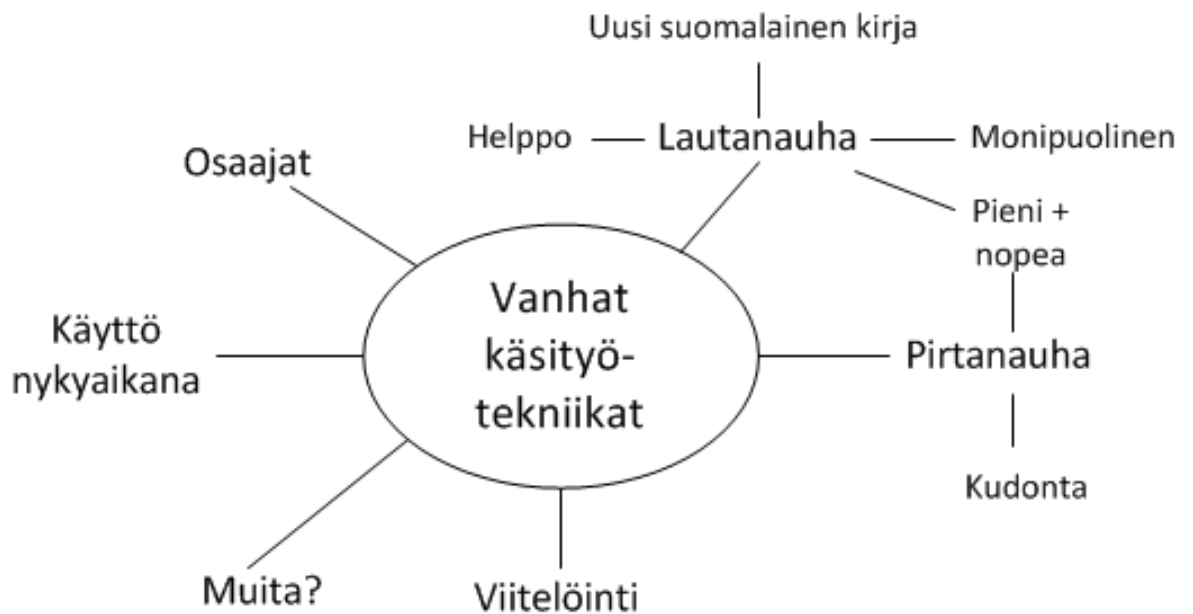 Uusi suomalainen kirja
Helppo
Lautanauha
Monipuolinen
Osaajat
Pieni +
nopea
Vanhat
käsityö-
tekniikat
Käyttö
nykyaikana
Pirtanauha
Kudonta
Muita?
Viitelöinti